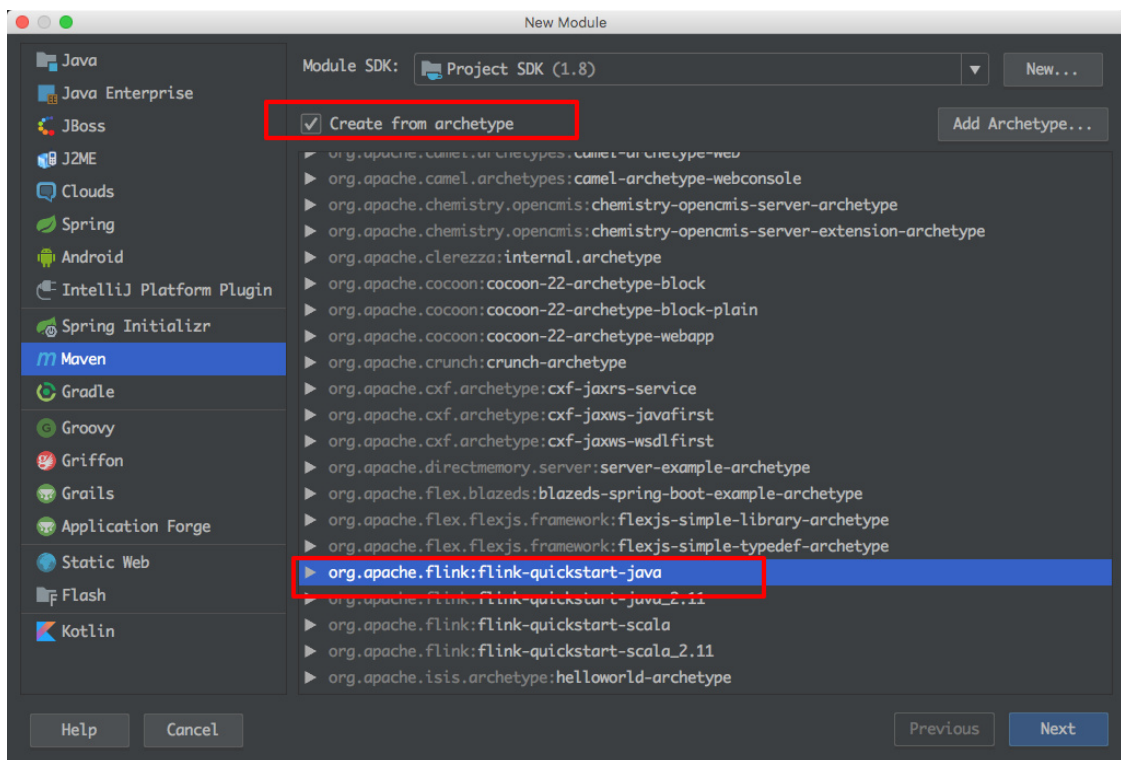 New Module
Java
Java Enterprise
JBoss
J2ME
Clouds
Spring
Android
IntelliJ Platform Plugin
Spring Initializr
Maven
Gradle
Groovy
Griffon
Grails
Application Forge
Static Web
Flash
Kotlin
Module SDK: Project SDK (1.8) New...
Create from archetype Add Archetype...
org.apache.camel.archetypes:camel-archetype-web
org.apache.camel.archetypes:camel-archetype-webconsole
org.apache.chemistry.opencmis:chemistry-opencmis-server-archetype
org.apache.chemistry.opencmis:chemistry-opencmis-server-extension-archetype
org.apache.clerezza:internal.archetype
org.apache.cocoon:cocoon-22-archetype-block
org.apache.cocoon:cocoon-22-archetype-block-plain
org.apache.cocoon:cocoon-22-archetype-webapp
org.apache.crunch:crunch-archetype
org.apache.cxf.archetype:cxf-jaxrs-service
org.apache.cxf.archetype:cxf-jaxws-javafirst
org.apache.cxf.archetype:cxf-jaxws-wsdlfirst
org.apache.directmemory.server:server-example-archetype
org.apache.flex.blazeds:blazeds-spring-boot-example-archetype
org.apache.flex.flexjs.framework:flexjs-simple-library-archetype
org.apache.flex.flexjs.framework:flexjs-simple-typedef-archetype
org.apache.flink:flink-quickstart-java
org.apache.flink:flink-quickstart-java_2.11
org.apache.flink:flink-quickstart-scala
org.apache.flink:flink-quickstart-scala_2.11
org.apache.isis.archetype:helloworld-archetype
Help Cancel Previous Next